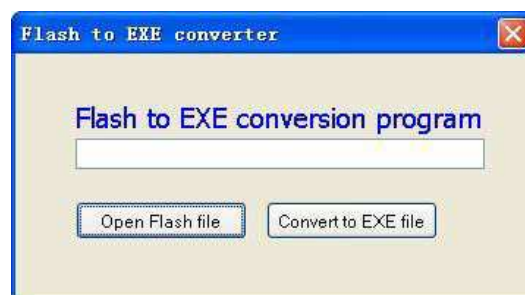 Flash to EXE converter
Flash to EXE conversion program
Open Flash file
Convert to EXE file